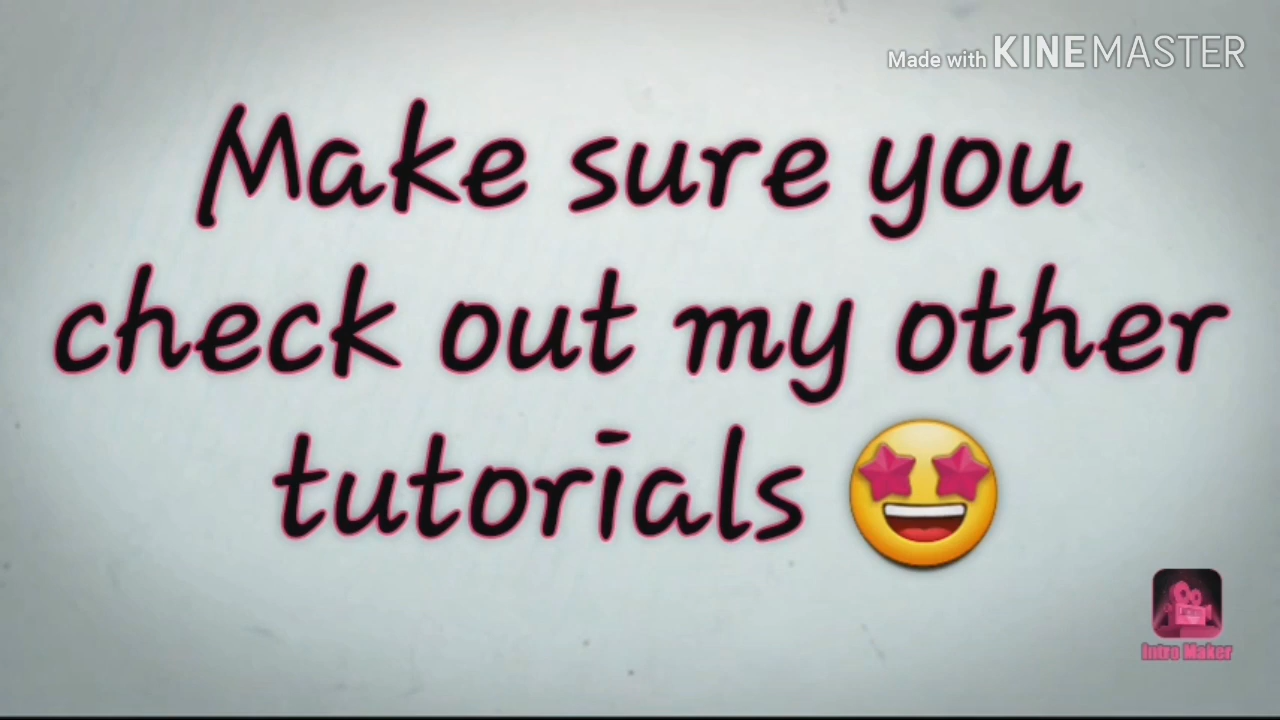 Made with KINEMASTER
Make sure you
check out my other
tutorials 🤩
Intro Maker